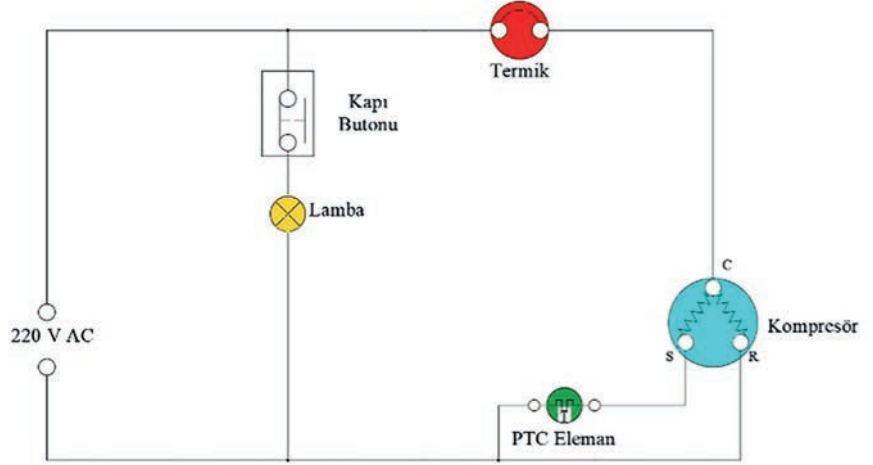 Termik
Kapı
Butonu
Lamba
C
220 V AC
Kompresör
S
R
PTC Eleman